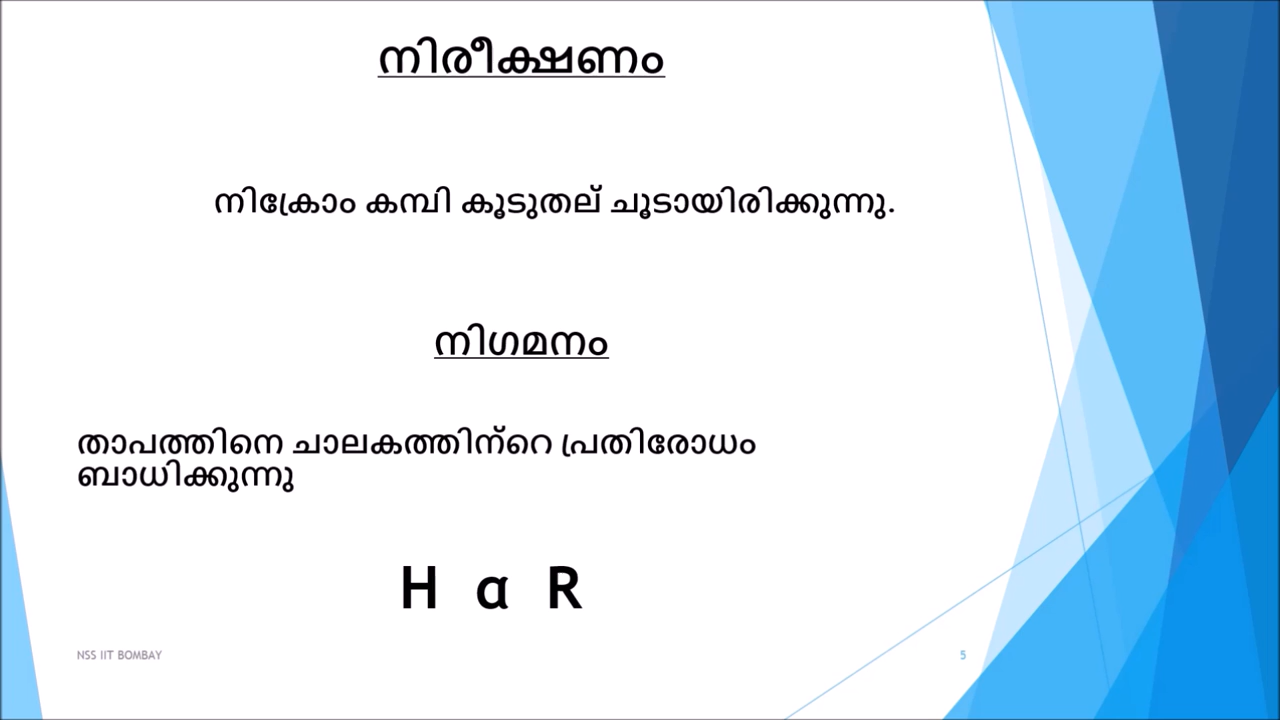 നിരീക്ഷണം
നിക്രോം കമ്പി കൂടുതല് ചൂടായിരിക്കുന്നു.
നിഗമനം
താപത്തിനെ ചാലകത്തിന്റെ പ്രതിരോധം
ബാധിക്കുന്നു
H α R
NSS IIT BOMBAY
5